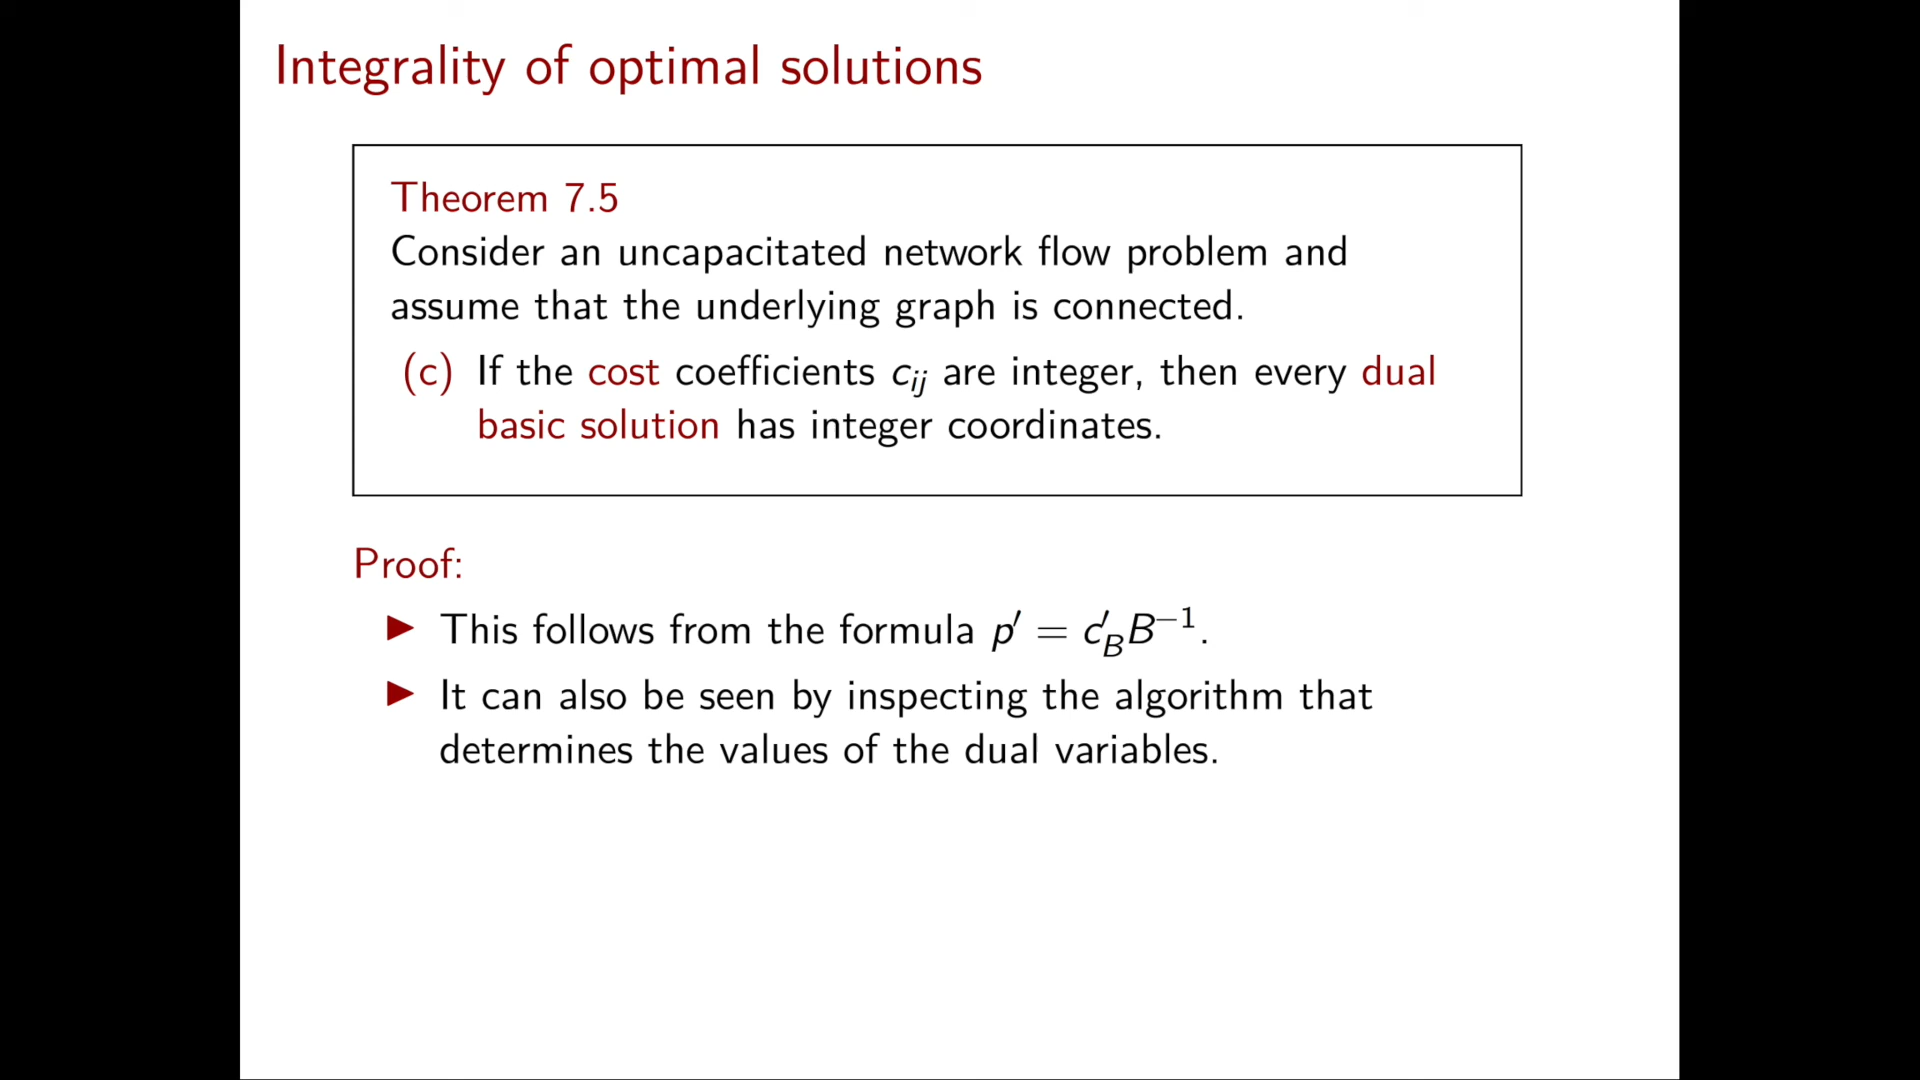 Integrality of optimal solutions
Theorem 7.5
Consider an uncapacitated network flow problem and
assume that the underlying graph is connected.
(c) If the cost coefficients c_{ij} are integer, then every dual
basic solution has integer coordinates.
Proof:
▶ This follows from the formula p′ = c′_B B⁻¹.
▶ It can also be seen by inspecting the algorithm that
determines the values of the dual variables.